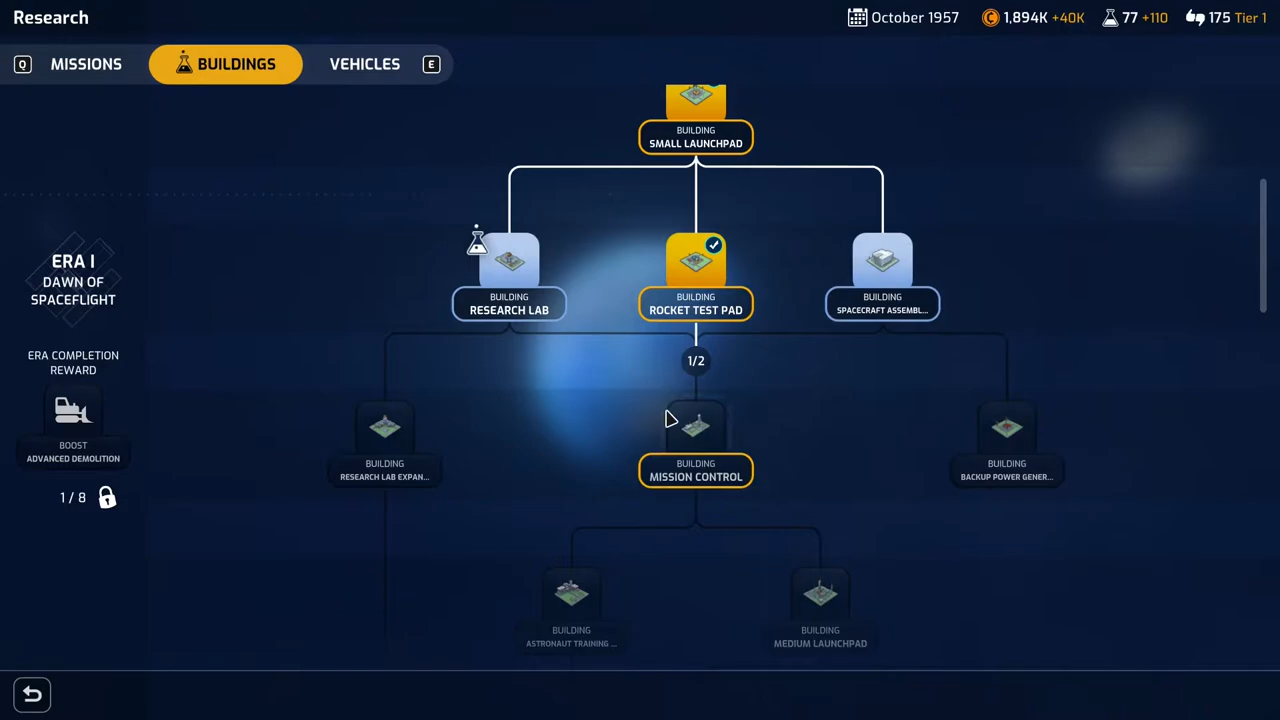 Research
October 1957
1,894K +40K
77 +110
175 Tier 1
Q
MISSIONS
BUILDINGS
VEHICLES
E
BUILDING
SMALL LAUNCHPAD
BUILDING
RESEARCH LAB
BUILDING
ROCKET TEST PAD
BUILDING
SPACECRAFT ASSEMBL...
ERA I
DAWN OF
SPACEFLIGHT
ERA COMPLETION
REWARD
BOOST
ADVANCED DEMOLITION
1 / 8
1/2
BUILDING
RESEARCH LAB EXPAN...
BUILDING
MISSION CONTROL
BUILDING
BACKUP POWER GENER...
BUILDING
ASTRONAUT TRAINING ...
BUILDING
MEDIUM LAUNCHPAD